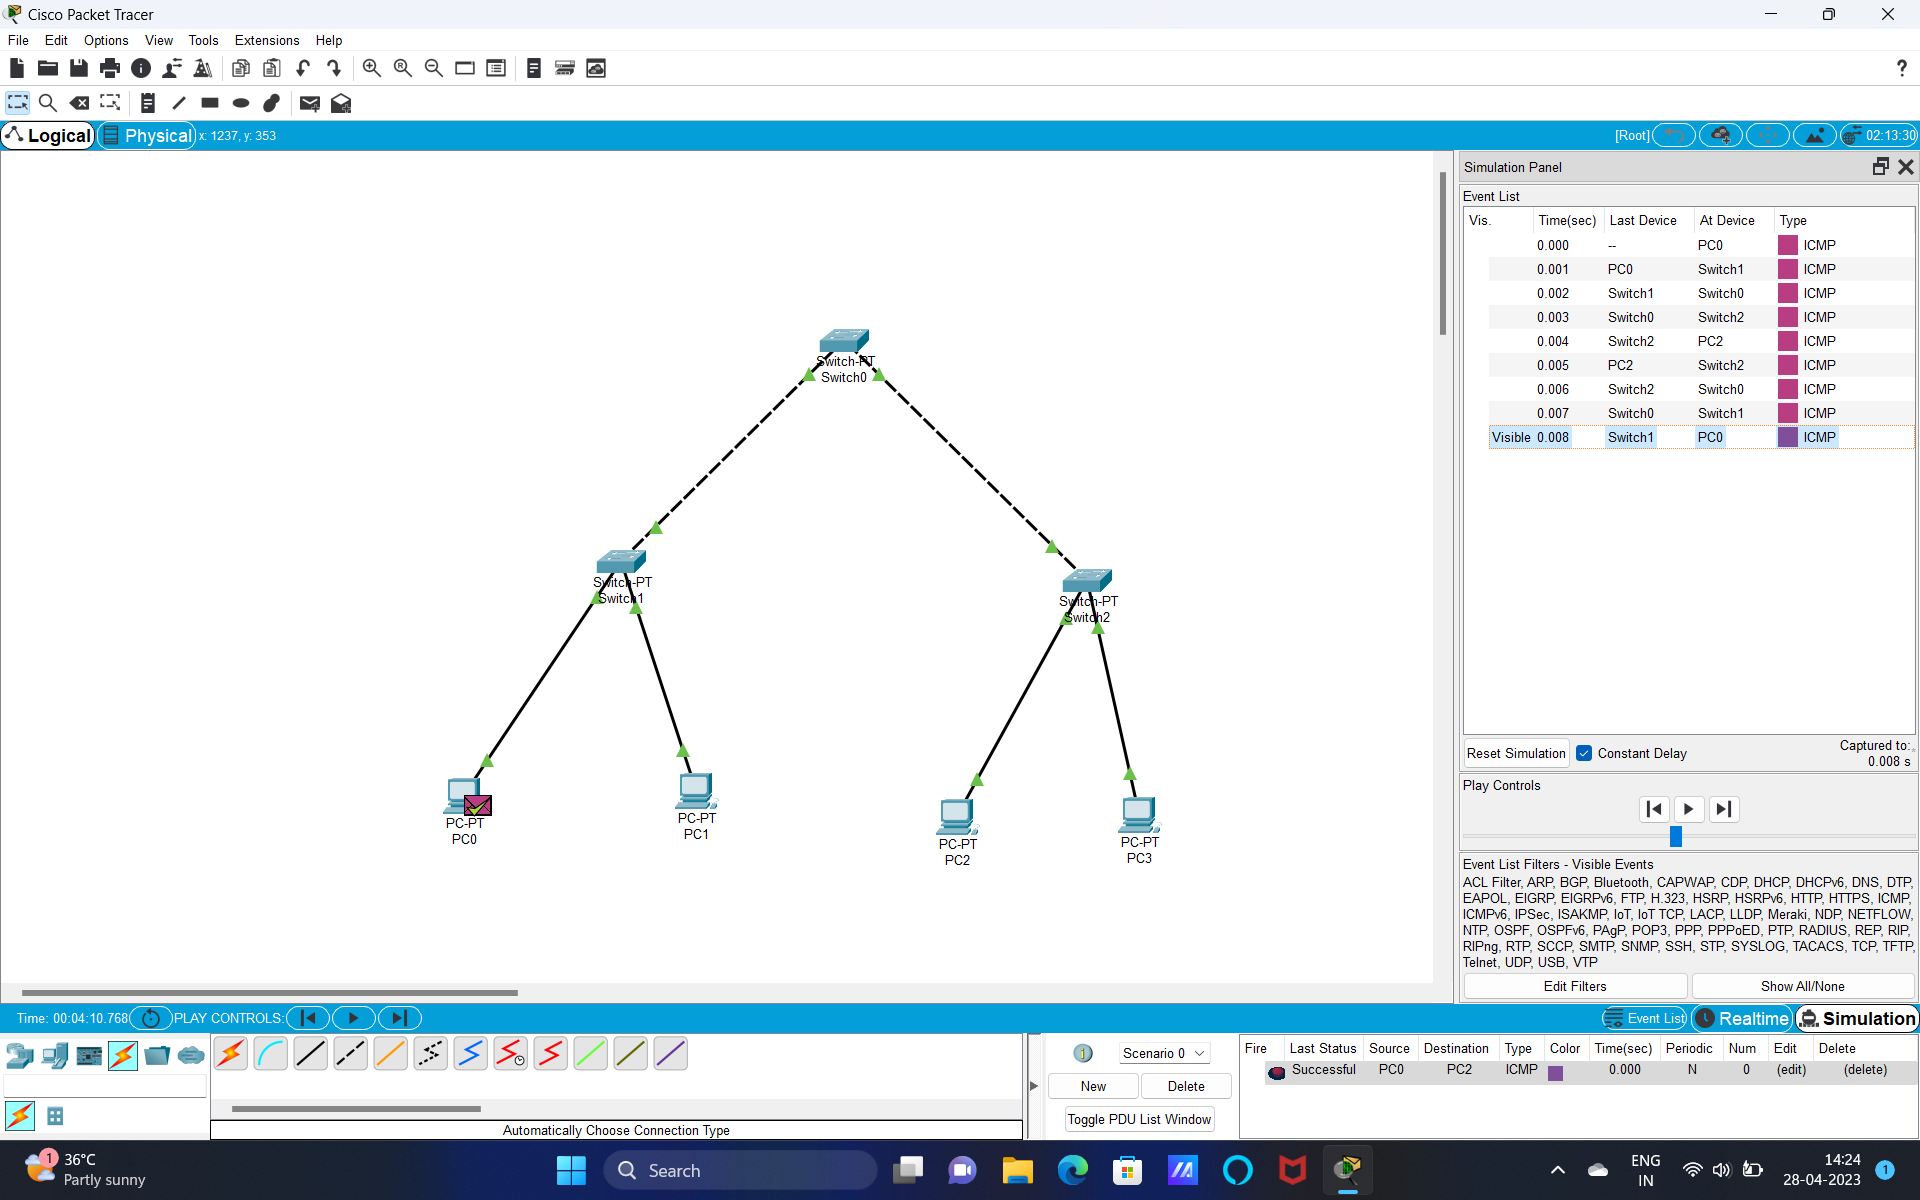 Cisco Packet Tracer
File Edit Options View Tools Extensions Help
Logical Physical x: 1237, y: 353 [Root] 02:13:30
Simulation Panel
Event List
Vis. Time(sec) Last Device At Device Type
0.000 -- PC0 ICMP
0.001 PC0 Switch1 ICMP
0.002 Switch1 Switch0 ICMP
0.003 Switch0 Switch2 ICMP
0.004 Switch2 PC2 ICMP
0.005 PC2 Switch2 ICMP
0.006 Switch2 Switch0 ICMP
0.007 Switch0 Switch1 ICMP
Visible 0.008 Switch1 PC0 ICMP
Switch-PT
Switch0
Switch-PT
Switch1
Switch-PT
Switch2
PC-PT
PC0
PC-PT
PC1
PC-PT
PC2
PC-PT
PC3
Reset Simulation Constant Delay Captured to:
0.008 s
Play Controls
Event List Filters - Visible Events
ACL Filter, ARP, BGP, Bluetooth, CAPWAP, CDP, DHCP, DHCPv6, DNS, DTP,
EAPOL, EIGRP, EIGRPv6, FTP, H.323, HSRP, HSRPv6, HTTP, HTTPS, ICMP,
ICMPv6, IPSec, ISAKMP, IoT, IoT TCP, LACP, LLDP, Meraki, NDP, NETFLOW,
NTP, OSPF, OSPFv6, PAgP, POP3, PPP, PPPoED, PTP, RADIUS, REP, RIP,
RIPng, RTP, SCCP, SMTP, SNMP, SSH, STP, SYSLOG, TACACS, TCP, TFTP,
Telnet, UDP, USB, VTP
Edit Filters Show All/None
Time: 00:04:10.768 PLAY CONTROLS: Event List Realtime Simulation
Scenario 0
New Delete
Toggle PDU List Window
Fire Last Status Source Destination Type Color Time(sec) Periodic Num Edit Delete
Successful PC0 PC2 ICMP 0.000 N 0 (edit) (delete)
Automatically Choose Connection Type
1
36°C
Partly sunny
Search
ENG
IN
14:24
28-04-2023
1